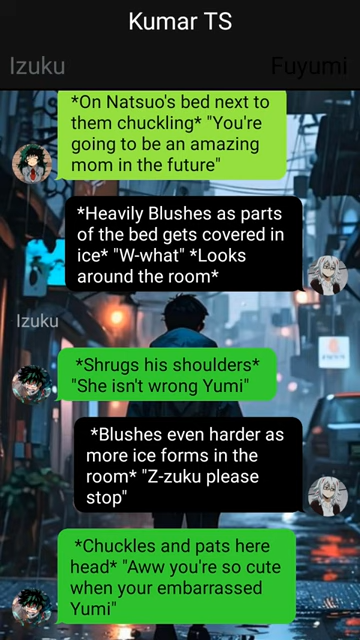 Kumar TS
Izuku
Fuyumi
*On Natsuo's bed next to
them chuckling* "You're
going to be an amazing
mom in the future"
*Heavily Blushes as parts
of the bed gets covered in
ice* "W-what" *Looks
around the room*
Izuku
*Shrugs his shoulders*
"She isn't wrong Yumi"
*Blushes even harder as
more ice forms in the
room* "Z-zuku please
stop"
*Chuckles and pats here
head* "Aww you're so cute
when your embarrassed
Yumi"